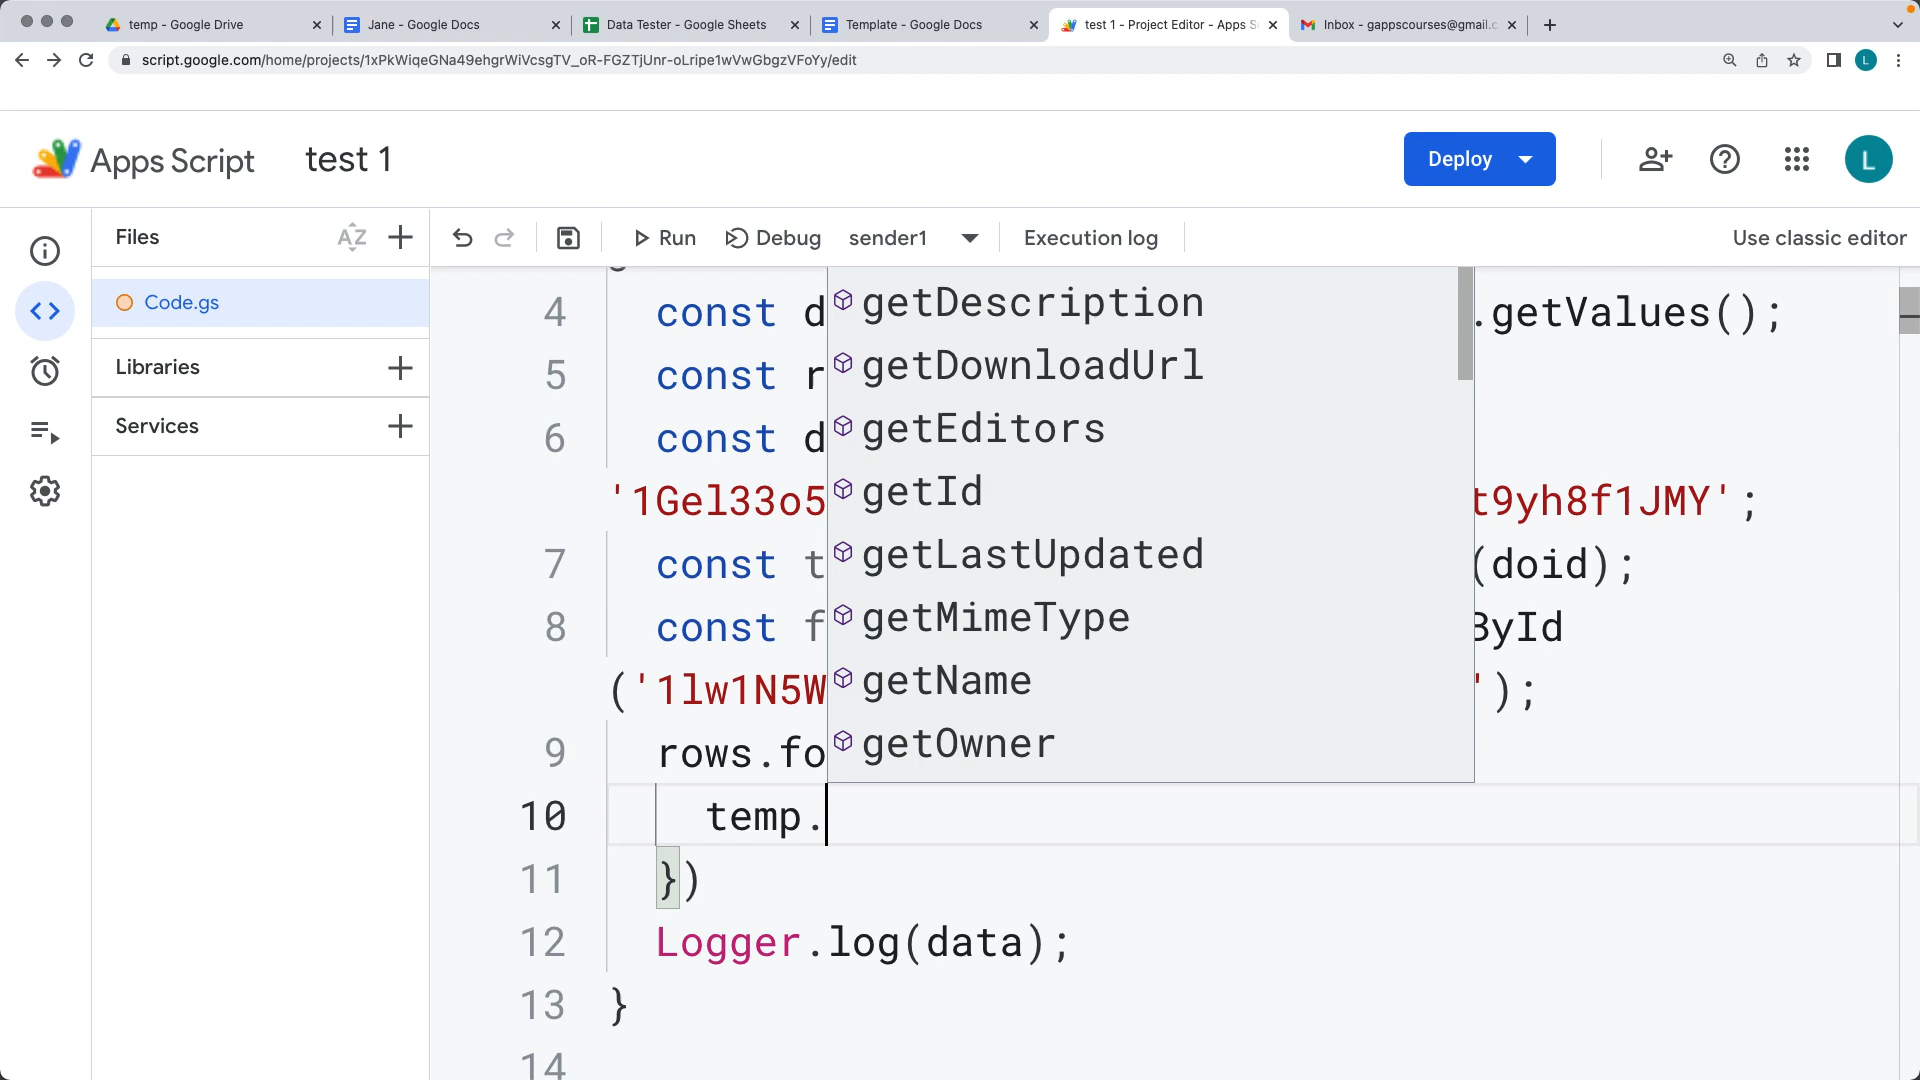 temp - Google Drive
Jane - Google Docs
Data Tester - Google Sheets
Template - Google Docs
test 1 - Project Editor - Apps S
Inbox - gappscourses@gmail.c
script.google.com/home/projects/1xPkWiqeGNa49ehgrWiVcsgTV_oR-FGZTjUnr-oLripe1wVwGbgzVFoYy/edit
L
Apps Script
test 1
Deploy
L
Files
AZ
Run
Debug
sender1
Execution log
Use classic editor
Code.gs
Libraries
Services
4 const d .getValues();
5 const r
6 const d
'1Gel33o5 t9yh8f1JMY';
7 const t (doid);
8 const f ById
('1lw1N5W ');
9 rows.fo
10 temp.
11 })
12 Logger.log(data);
13 }
14
getDescription
getDownloadUrl
getEditors
getId
getLastUpdated
getMimeType
getName
getOwner